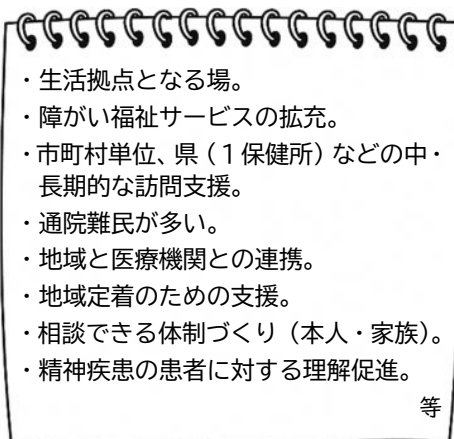 ・生活拠点となる場。
・障がい福祉サービスの拡充。
・市町村単位、県（１保健所）などの中・
長期的な訪問支援。
・通院難民が多い。
・地域と医療機関との連携。
・地域定着のための支援。
・相談できる体制づくり（本人・家族）。
・精神疾患の患者に対する理解促進。
等